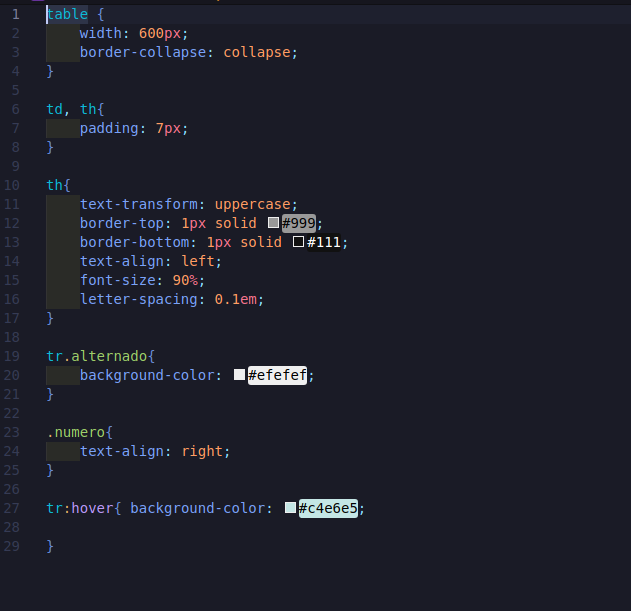 1 table {
2     width: 600px;
3     border-collapse: collapse;
4 }
5
6 td, th{
7     padding: 7px;
8 }
9
10 th{
11     text-transform: uppercase;
12     border-top: 1px solid #999;
13     border-bottom: 1px solid #111;
14     text-align: left;
15     font-size: 90%;
16     letter-spacing: 0.1em;
17 }
18
19 tr.alternado{
20     background-color: #efefef;
21 }
22
23 .numero{
24     text-align: right;
25 }
26
27 tr:hover{ background-color: #c4e6e5;
28
29 }